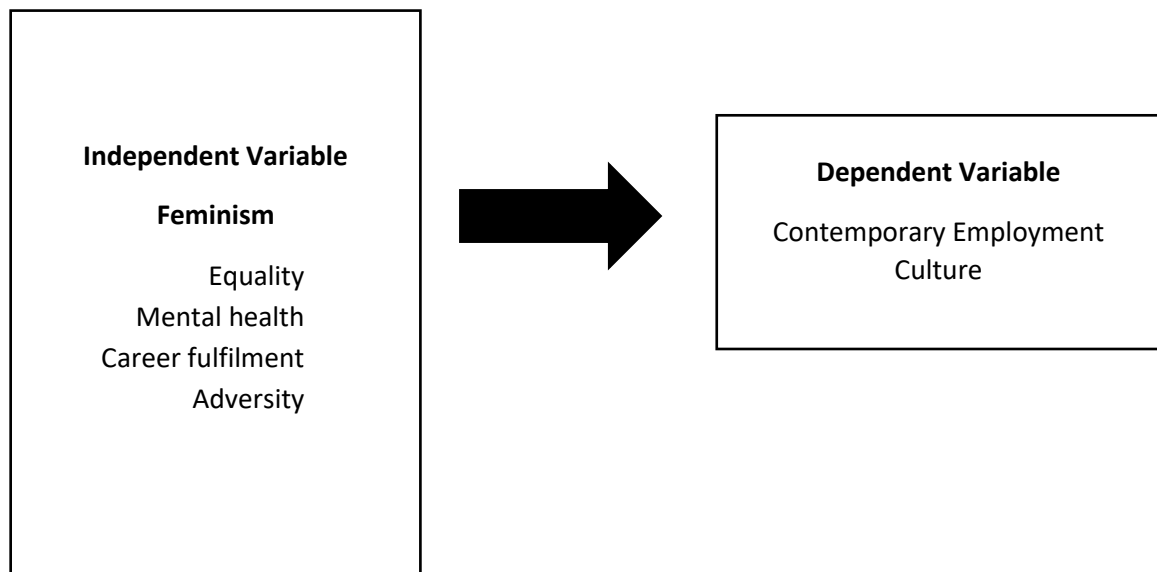 Independent Variable
Feminism
Equality
Mental health
Career fulfilment
Adversity
Dependent Variable
Contemporary Employment
Culture